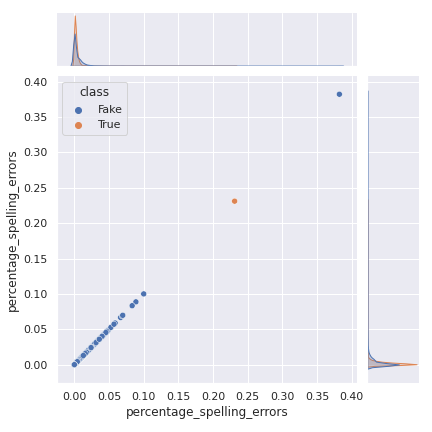 0.40
0.35
0.30
0.25
0.20
0.15
0.10
0.05
0.00
percentage_spelling_errors
class
Fake
True
0.00 0.05 0.10 0.15 0.20 0.25 0.30 0.35 0.40
percentage_spelling_errors